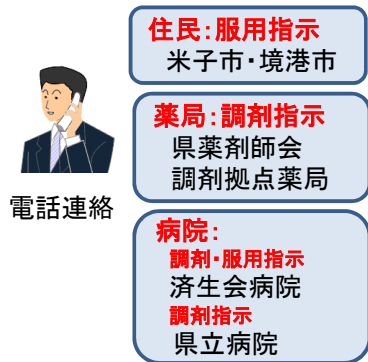 住民:服用指示
米子市・境港市
薬局:調剤指示
県薬剤師会
調剤拠点薬局
電話連絡
病院:
調剤・服用指示
済生会病院
調剤指示
県立病院